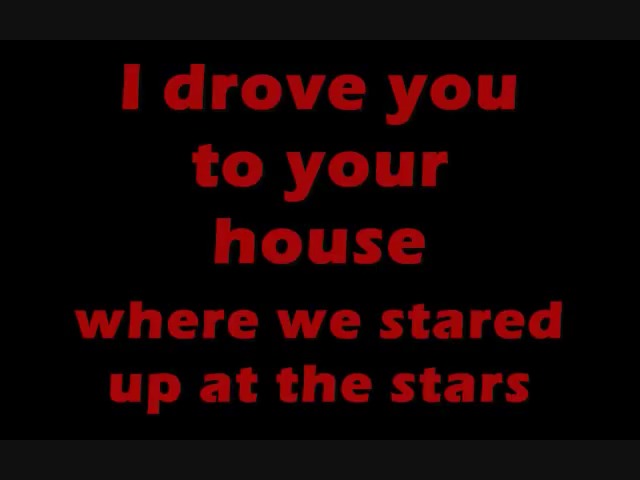 I drove you
to your
house
where we stared
up at the stars